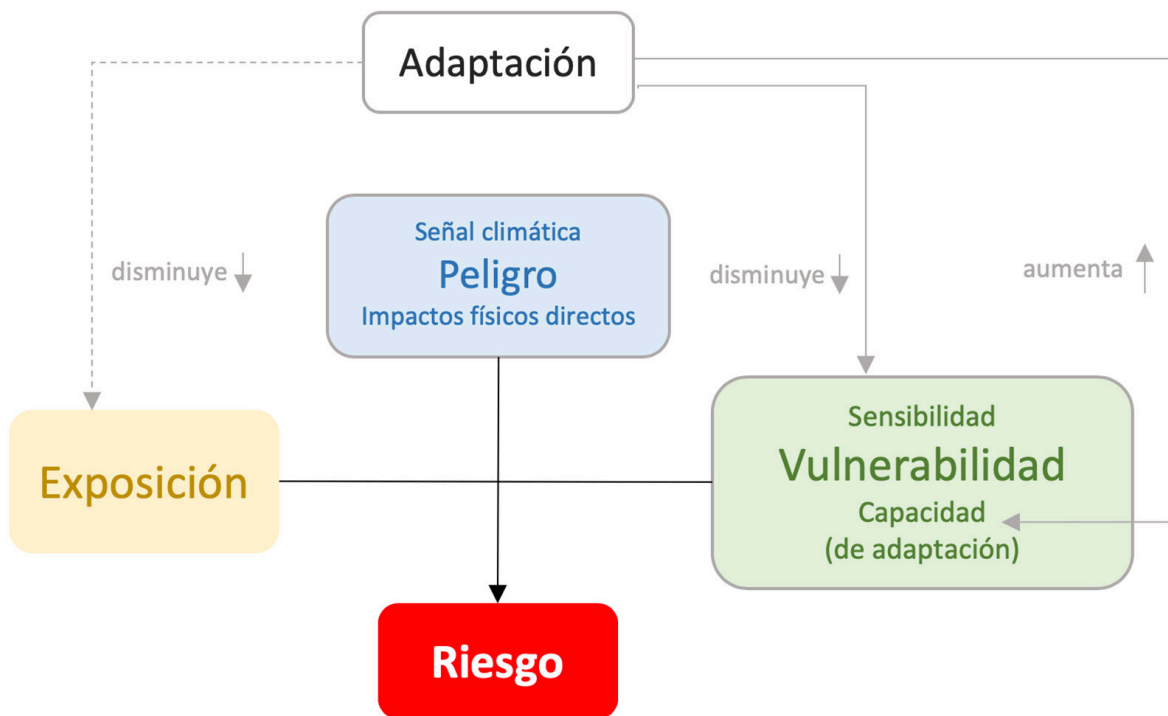 Adaptación
Señal climática
Peligro
Impactos físicos directos
disminuye
disminuye
aumenta
Exposición
Sensibilidad
Vulnerabilidad
Capacidad
(de adaptación)
Riesgo